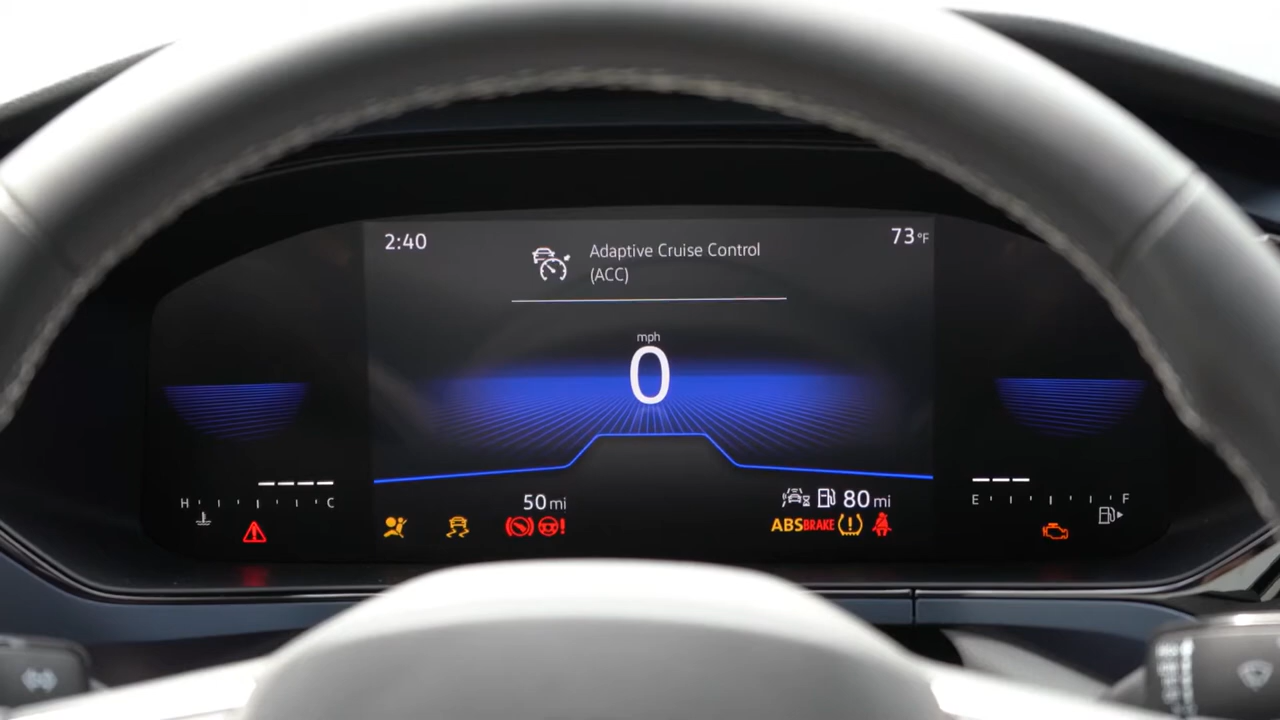 2:40
Adaptive Cruise Control
(ACC)
73°F
mph
0
H C
50 mi
80 mi
ABS BRAKE
E F